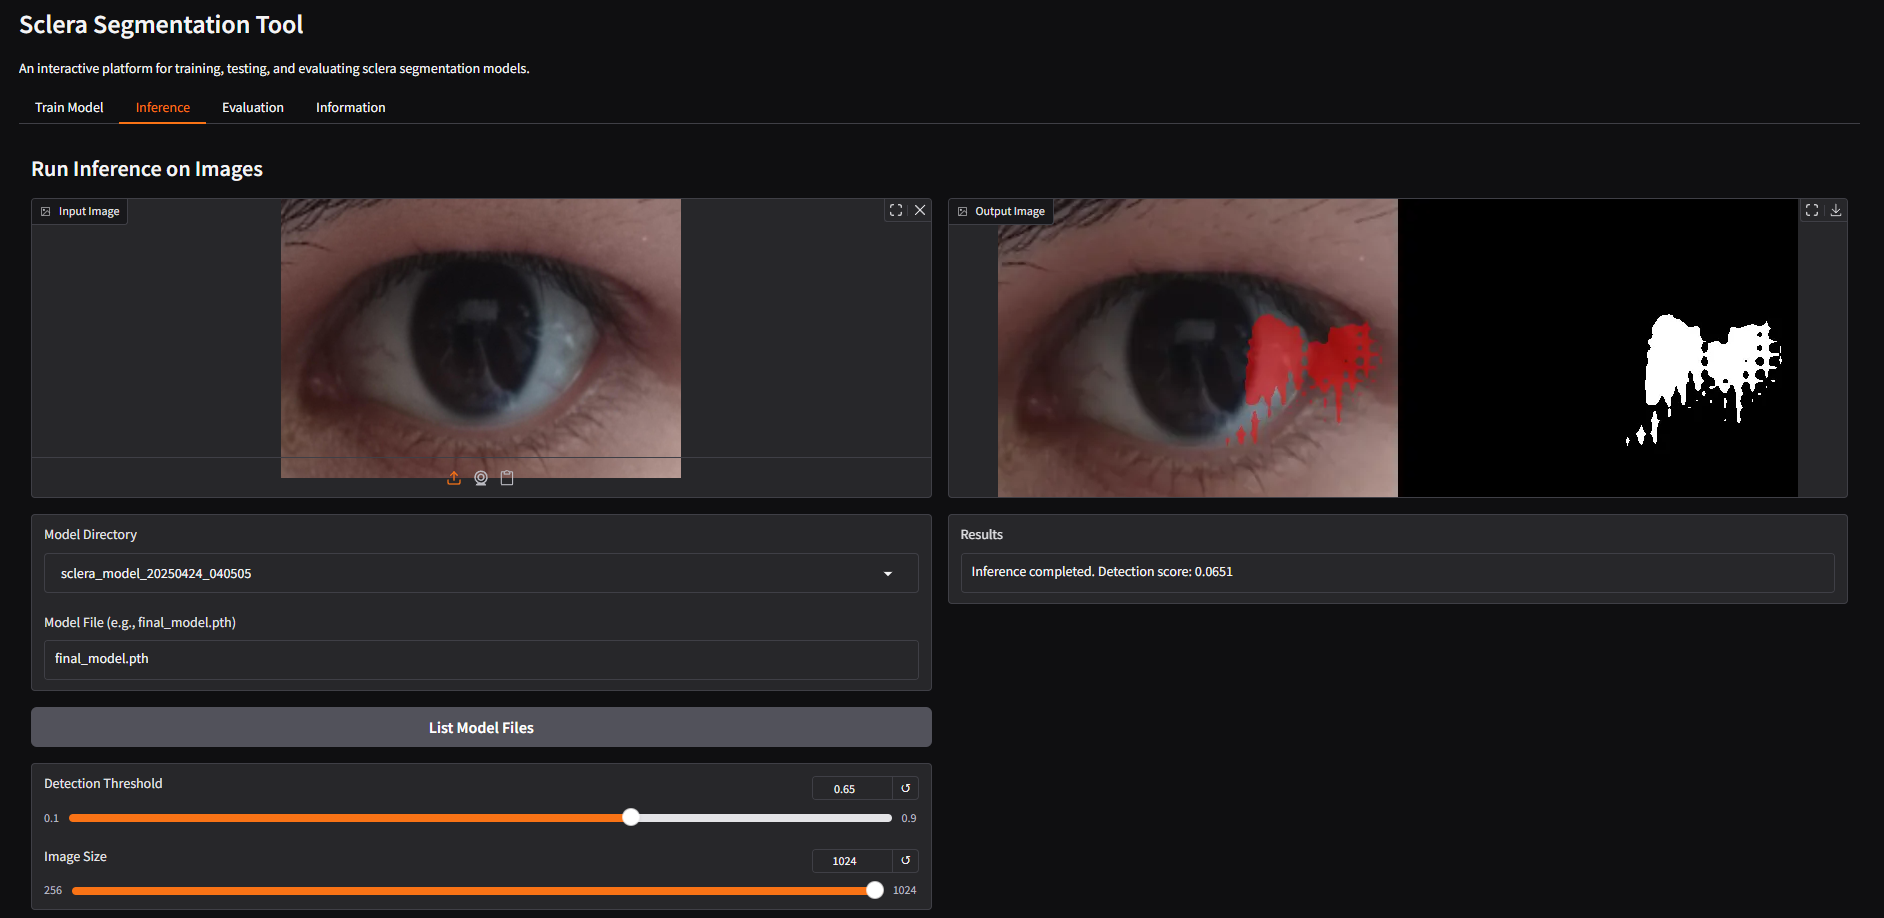 Sclera Segmentation Tool
An interactive platform for training, testing, and evaluating sclera segmentation models.
Train Model Inference Evaluation Information
Run Inference on Images
Input Image
Output Image
Model Directory
sclera_model_20250424_040505
Model File (e.g., final_model.pth)
final_model.pth
List Model Files
Detection Threshold
0.65
0.1 0.9
Image Size
1024
256 1024
Results
Inference completed. Detection score: 0.0651